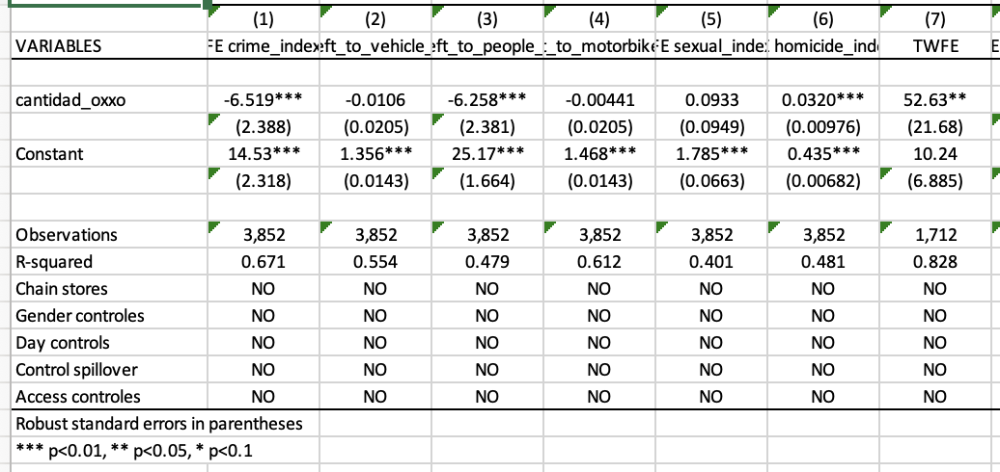 (1) (2) (3) (4) (5) (6) (7)
VARIABLES FE crime_index eft_to_vehicle_ eft_to_people_ _to_motorbike FE sexual_index homicide_ind TWFE E
cantidad_oxxo -6.519*** -0.0106 -6.258*** -0.00441 0.0933 0.0320*** 52.63**
(2.388) (0.0205) (2.381) (0.0205) (0.0949) (0.00976) (21.68)
Constant 14.53*** 1.356*** 25.17*** 1.468*** 1.785*** 0.435*** 10.24
(2.318) (0.0143) (1.664) (0.0143) (0.0663) (0.00682) (6.885)
Observations 3,852 3,852 3,852 3,852 3,852 3,852 1,712
R-squared 0.671 0.554 0.479 0.612 0.401 0.481 0.828
Chain stores NO NO NO NO NO NO NO
Gender controles NO NO NO NO NO NO NO
Day controls NO NO NO NO NO NO NO
Control spillover NO NO NO NO NO NO NO
Access controles NO NO NO NO NO NO NO
Robust standard errors in parentheses
*** p<0.01, ** p<0.05, * p<0.1